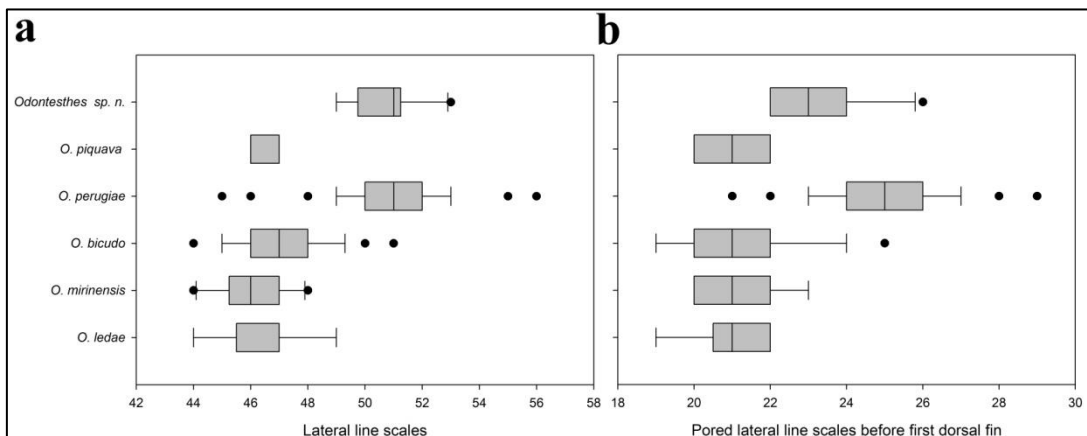 a
b
Odontesthes sp. n.
O. piquava
O. perugiae
O. bicudo
O. mirinensis
O. ledae
42 44 46 48 50 52 54 56 58
Lateral line scales
18 20 22 24 26 28 30
Pored lateral line scales before first dorsal fin